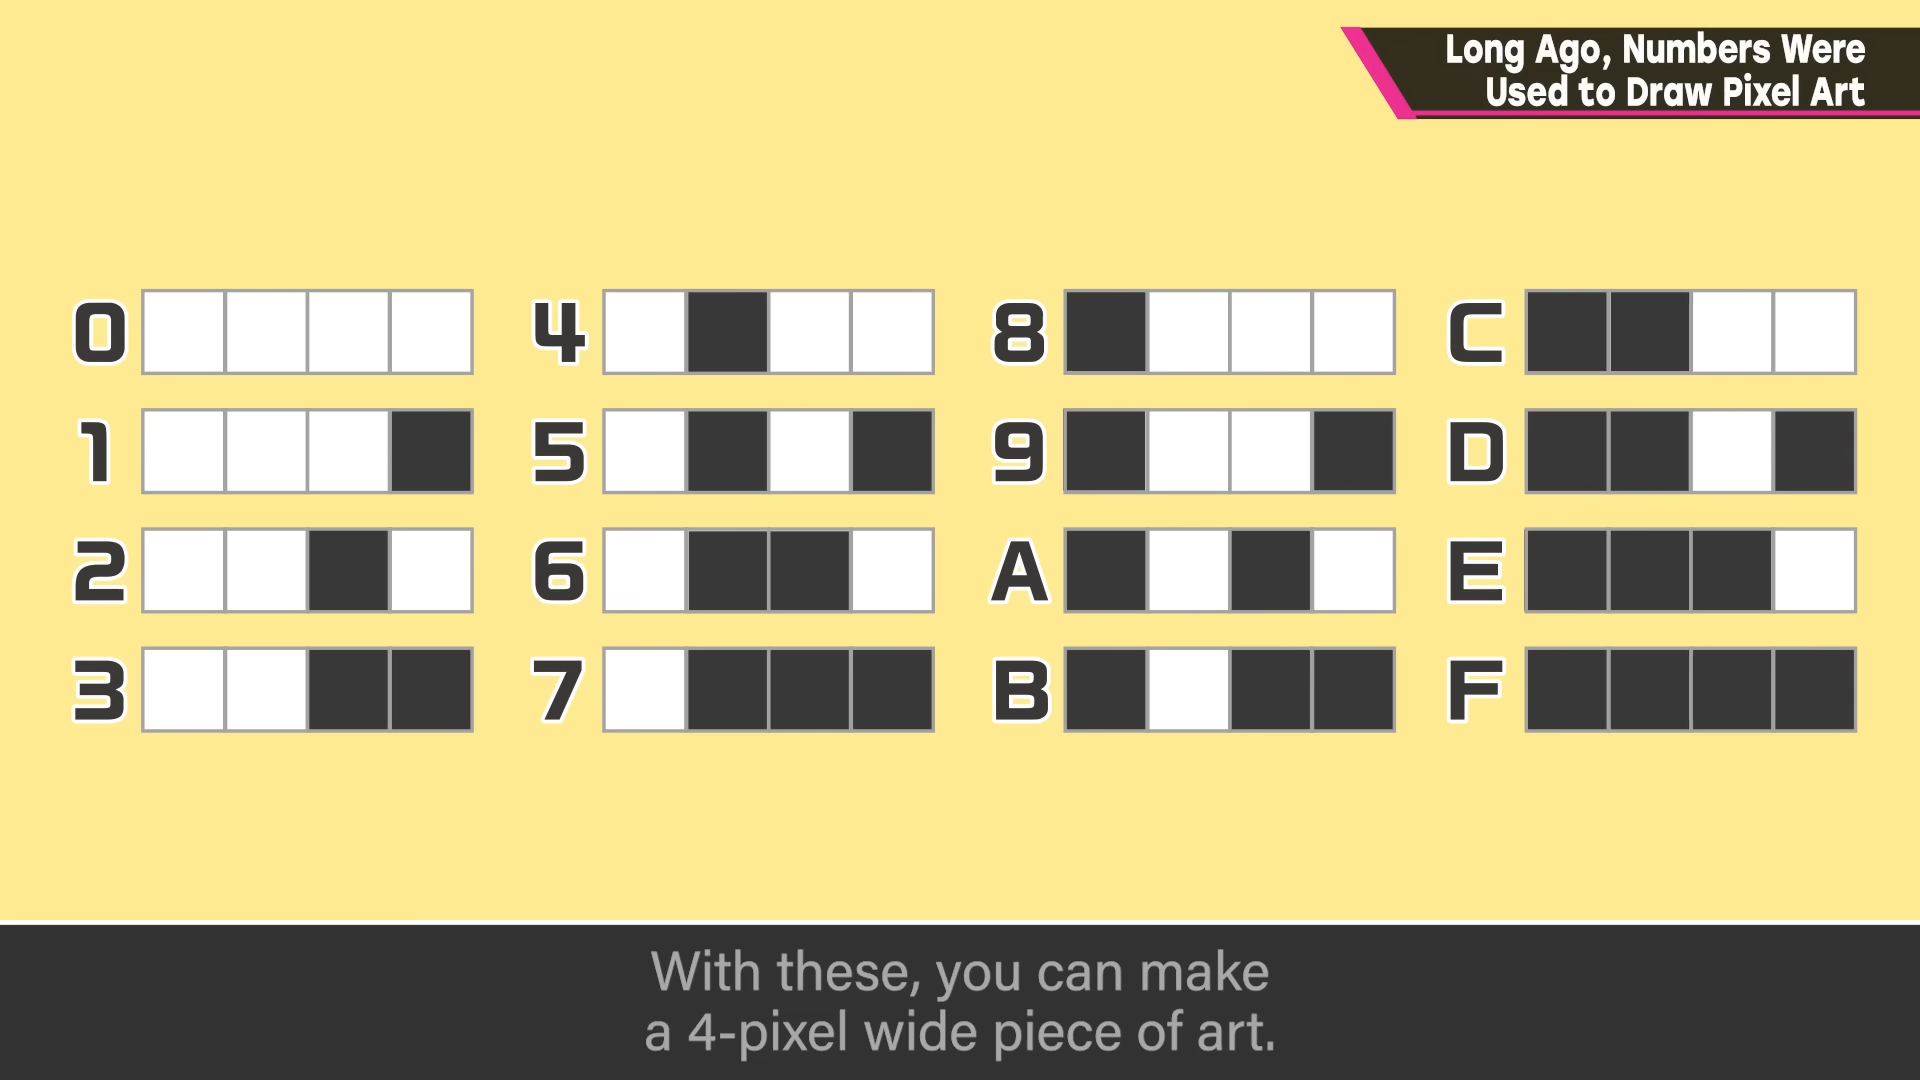 Long Ago, Numbers Were
Used to Draw Pixel Art
0 4 8 C
1 5 9 D
2 6 A E
3 7 B F
With these, you can make
a 4-pixel wide piece of art.